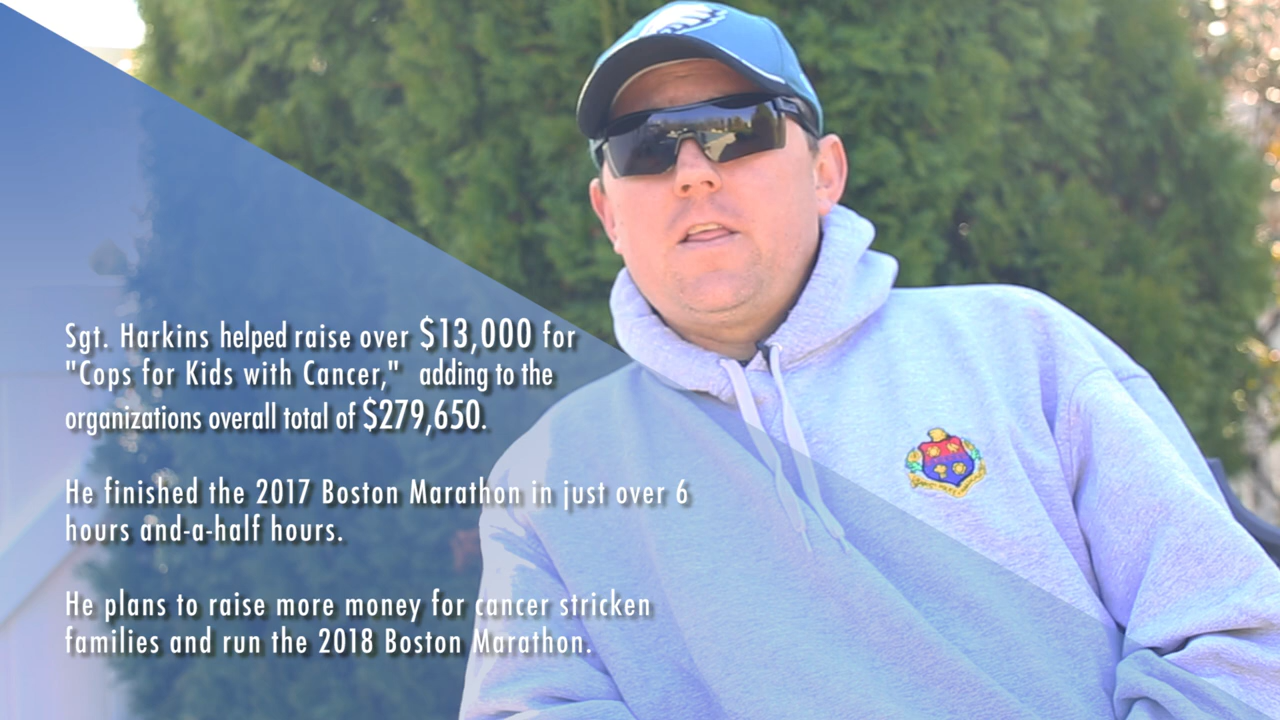 Sgt. Harkins helped raise over $13,000 for
"Cops for Kids with Cancer," adding to the
organizations overall total of $279,650.
He finished the 2017 Boston Marathon in just over 6
hours and-a-half hours.
He plans to raise more money for cancer stricken
families and run the 2018 Boston Marathon.